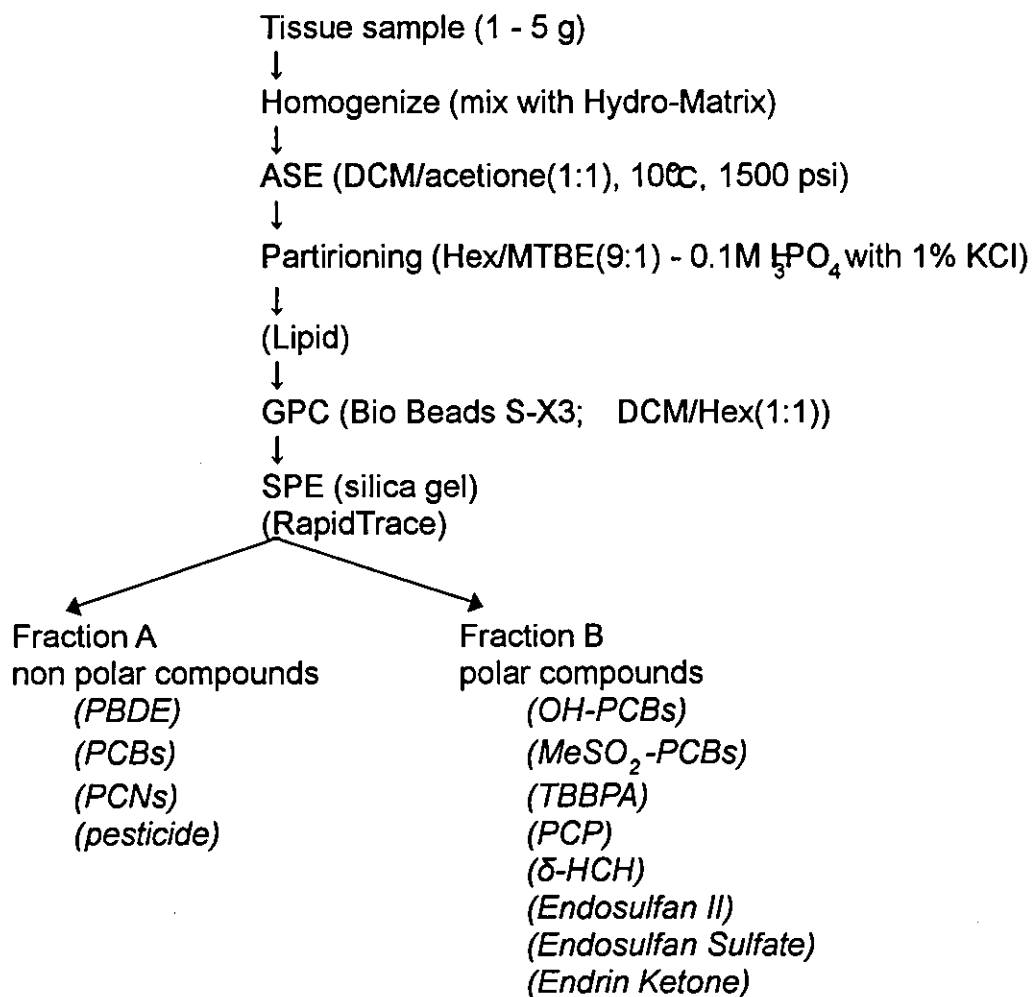 Tissue sample (1 - 5 g)
↓
Homogenize (mix with Hydro-Matrix)
↓
ASE (DCM/acetione(1:1), 100℃, 1500 psi)
↓
Partirioning (Hex/MTBE(9:1) - 0.1M H₃PO₄ with 1% KCl)
↓
(Lipid)
↓
GPC (Bio Beads S-X3; DCM/Hex(1:1))
↓
SPE (silica gel)
(RapidTrace)
Fraction A
non polar compounds
(PBDE)
(PCBs)
(PCNs)
(pesticide)
Fraction B
polar compounds
(OH-PCBs)
(MeSO₂-PCBs)
(TBBPA)
(PCP)
(δ-HCH)
(Endosulfan II)
(Endosulfan Sulfate)
(Endrin Ketone)